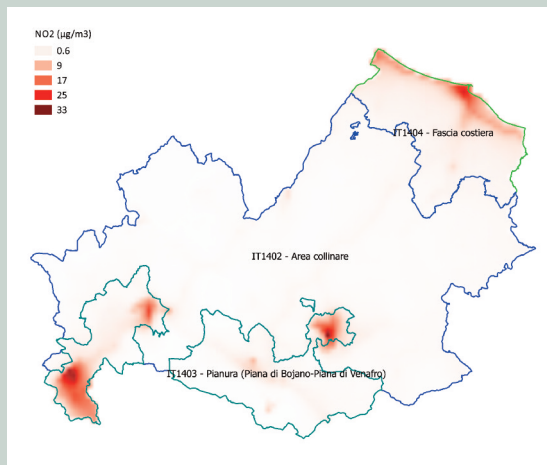 NO2 (µg/m3)
0.6
9
17
25
33
IT1404 - Fascia costiera
IT1402 - Area collinare
IT1403 - Pianura (Piana di Bojano-Piana di Venafro)